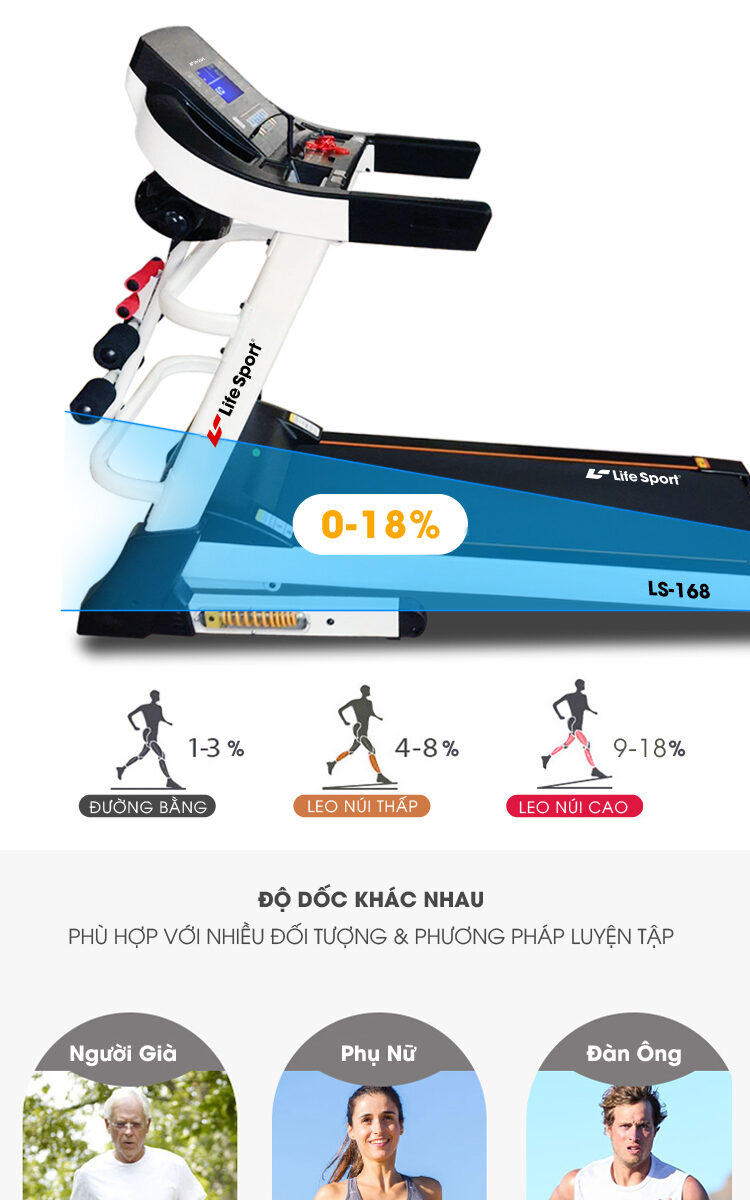 Life Sport
Life Sport
0-18%
LS-168
1-3 %
4-8 %
9-18%
ĐƯỜNG BẰNG
LEO NÚI THẤP
LEO NÚI CAO
ĐỘ DỐC KHÁC NHAU
PHÙ HỢP VỚI NHIỀU ĐỐI TƯỢNG & PHƯƠNG PHÁP LUYỆN TẬP
Người Già
Phụ Nữ
Đàn Ông